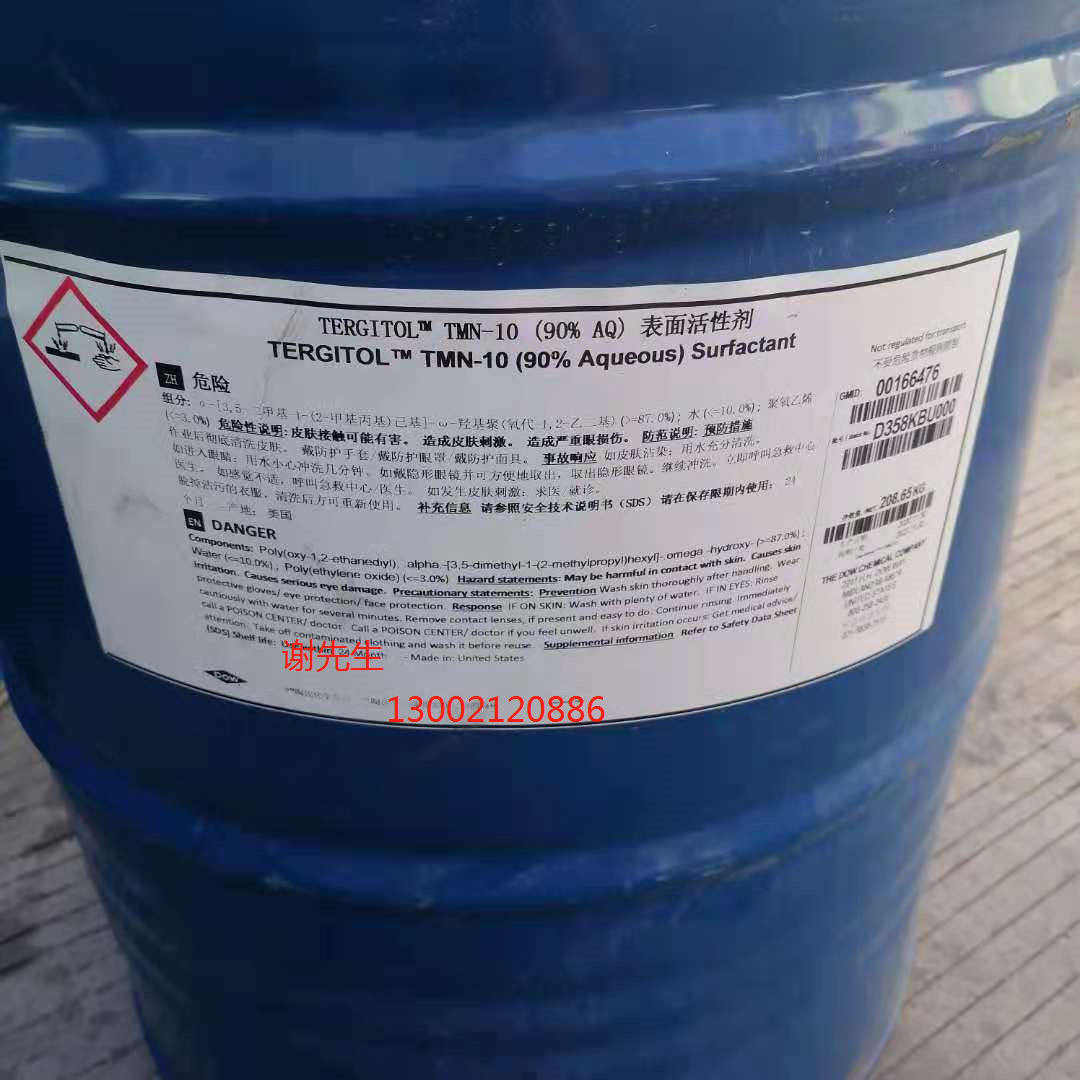 TERGITOL™ TMN-10 (90% AQ) 表面活性剂
TERGITOL™ TMN-10 (90% Aqueous) Surfactant
ZH 危险
组分: α-[3,5-二甲基-1-(2-甲基丙基)己基]-ω-羟基聚(氧代-1,2-乙二基)(>=87.0%); 水(<=10.0%); 聚氧乙烯
(<=3.0%) 危险性说明: 皮肤接触可能有害。 造成皮肤刺激。 造成严重眼损伤。 防范说明: 预防措施
作业后彻底清洗皮肤。 戴防护手套/戴防护眼罩/戴防护面具。 事故响应 如皮肤沾染: 用水充分清洗。
如进入眼睛: 用水小心冲洗几分钟。如戴隐形眼镜并可方便地取出, 取出隐形眼镜。继续冲洗。立即呼叫急救中心/
医生。 如感觉不适, 呼叫急救中心/医生。 如发生皮肤刺激: 求医 就诊。
脱掉沾污的衣服, 清洗后方可重新使用。 补充信息 请参照安全技术说明书 (SDS) 请在保存期限内使用: 24
个月 -产地: 美国
EN DANGER
Components: Poly(oxy-1,2-ethanediyl), alpha-[3,5-dimethyl-1-(2-methylpropyl)hexyl]-.omega-hydroxy- (>=87.0%);
Water (<=10.0%); Poly(ethylene oxide) (<=3.0%) Hazard statements: May be harmful in contact with skin. Causes skin
irritation. Causes serious eye damage. Precautionary statements: Prevention Wash skin thoroughly after handling. Wear
protective gloves/ eye protection/ face protection. Response IF ON SKIN: Wash with plenty of water. IF IN EYES: Rinse
cautiously with water for several minutes. Remove contact lenses, if present and easy to do. Continue rinsing. Immediately
call a POISON CENTER/ doctor. Call a POISON CENTER/ doctor if you feel unwell. If skin irritation occurs: Get medical advice/
attention. Take off contaminated clothing and wash it before reuse. Supplemental information Refer to Safety Data Sheet
(SDS) Shelf life: Use within 24 Month - Made in: United States
Dow
Not regulated for transport
不受危险货物规则限制
GMID: 00166476
D358KBU000
208.65KG
THE DOW CHEMICAL COMPANY
UNITED STATES
谢先生
13002120886